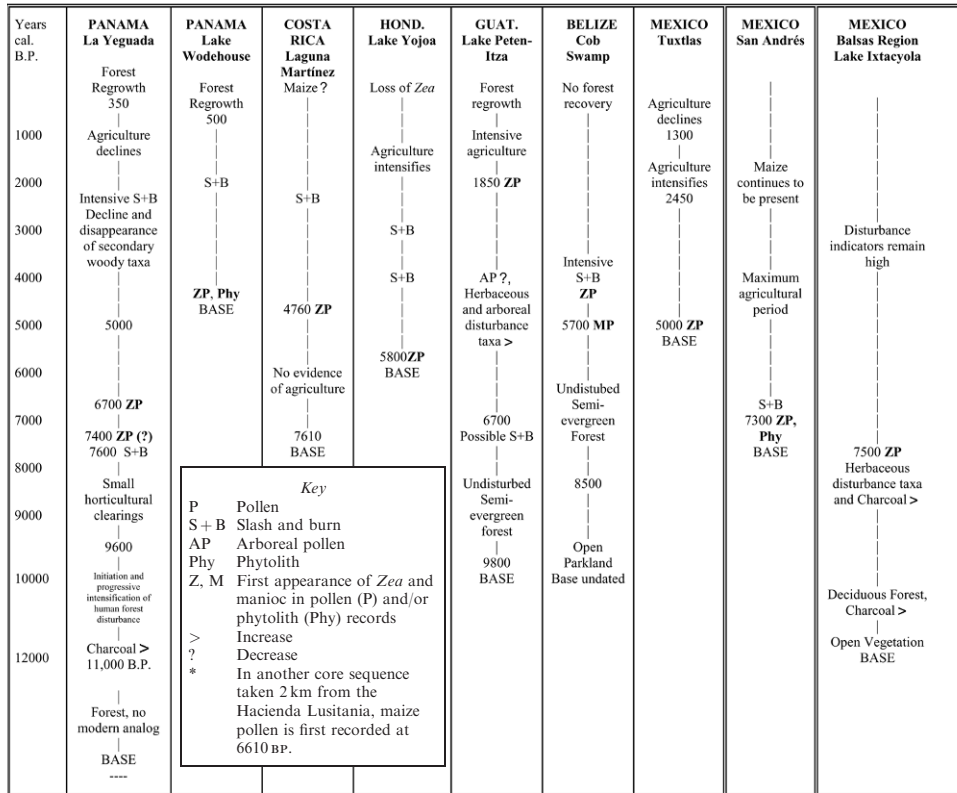 Years
cal.
B.P.
1000
2000
3000
4000
5000
6000
7000
8000
9000
10000
12000
PANAMA
La Yeguada
Forest
Regrowth
350
Agriculture
declines
Intensive S+B
Decline and
disappearance
of secondary
woody taxa
5000
6700 ZP
7400 ZP (?)
7600 S+B
Small
horticultural
clearings
9600
Initiation and
progressive
intensification of
human forest
disturbance
Charcoal >
11,000 B.P.
Forest, no
modern analog
BASE
----
PANAMA
Lake
Wodehouse
Forest
Regrowth
500
S+B
ZP, Phy
BASE
COSTA
RICA
Laguna
Martínez
Maize ?
S+B
4760 ZP
No evidence
of agriculture
7610
BASE
HOND.
Lake Yojoa
Loss of Zea
Agriculture
intensifies
S+B
S+B
5800ZP
BASE
GUAT.
Lake Peten-
Itza
Forest
regrowth
Intensive
agriculture
1850 ZP
AP ?,
Herbaceous
and arboreal
disturbance
taxa >
6700
Possible S+B
Undisturbed
Semi-
evergreen
forest
9800
BASE
BELIZE
Cob
Swamp
No forest
recovery
Intensive
S+B
ZP
5700 MP
Undistubed
Semi-
evergreen
Forest
8500
Open
Parkland
Base undated
MEXICO
Tuxtlas
Agriculture
declines
1300
Agriculture
intensifies
2450
5000 ZP
BASE
MEXICO
San Andrés
Maize
continues to
be present
Maximum
agricultural
period
S+B
7300 ZP,
Phy
BASE
MEXICO
Balsas Region
Lake Ixtacyola
Disturbance
indicators remain
high
7500 ZP
Herbaceous
disturbance taxa
and Charcoal >
Deciduous Forest,
Charcoal >
Open Vegetation
BASE
Key
P Pollen
S + B Slash and burn
AP Arboreal pollen
Phy Phytolith
Z, M First appearance of Zea and
manioc in pollen (P) and/or
phytolith (Phy) records
> Increase
? Decrease
* In another core sequence
taken 2 km from the
Hacienda Lusitania, maize
pollen is first recorded at
6610 BP.